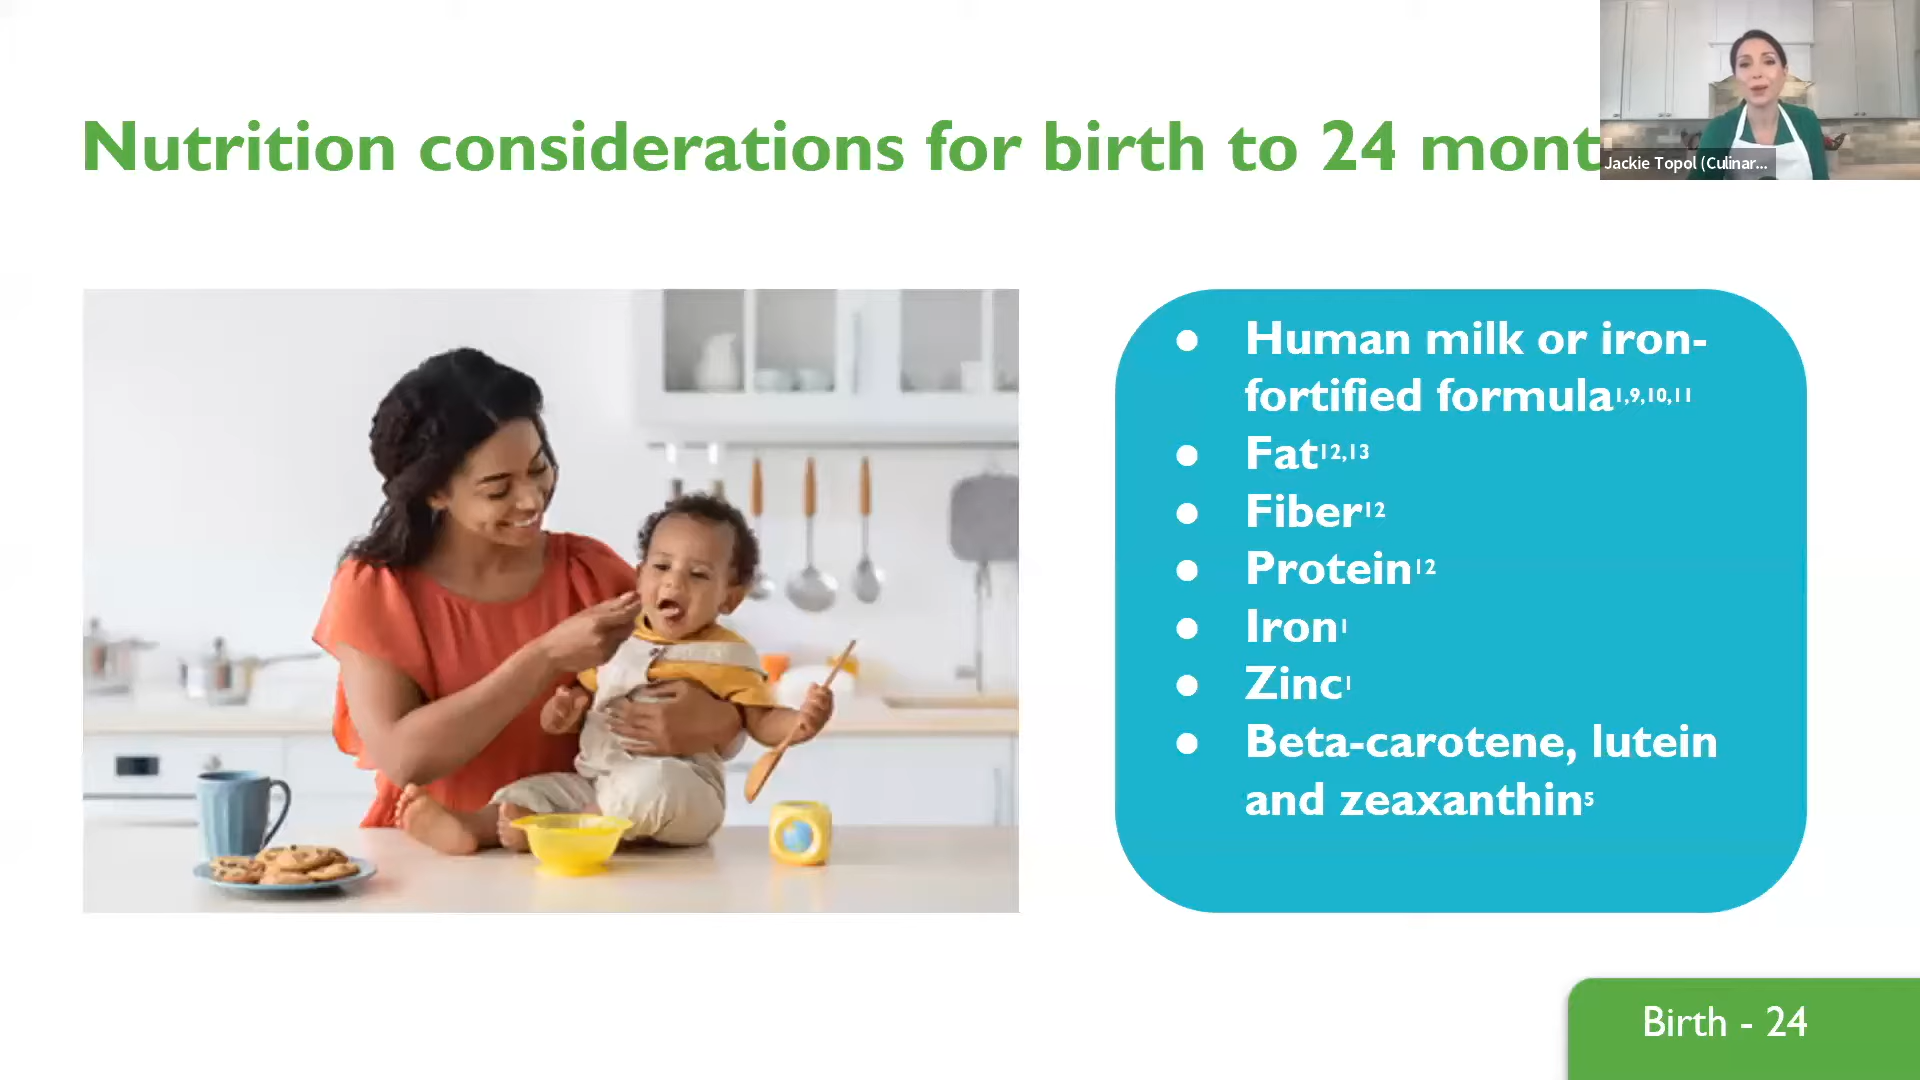 Nutrition considerations for birth to 24 mont
Jackie Topol (Culinar...
● Human milk or iron-
fortified formula1,9,10,11
● Fat12,13
● Fiber12
● Protein12
● Iron1
● Zinc1
● Beta-carotene, lutein
and zeaxanthin5
Birth - 24